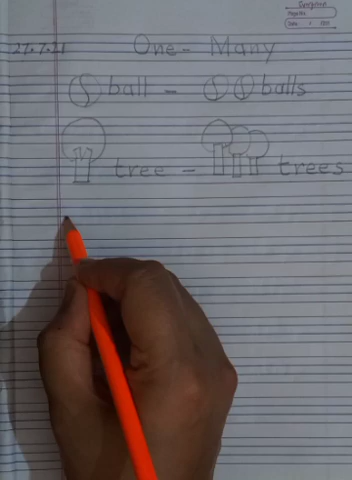 27.7.21 One - Many
ball - balls
tree - trees